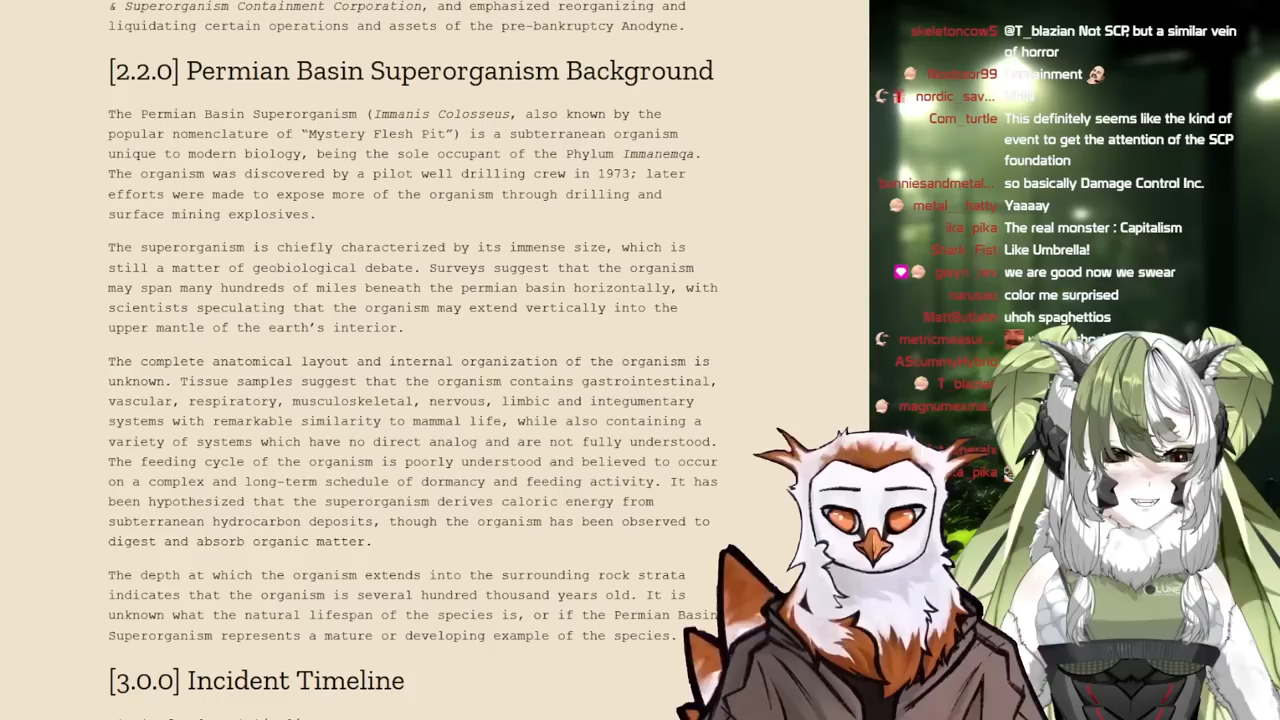 & Superorganism Containment Corporation, and emphasized reorganizing and
liquidating certain operations and assets of the pre-bankruptcy Anodyne.
[2.2.0] Permian Basin Superorganism Background
The Permian Basin Superorganism (Immanis Colosseus, also known by the
popular nomenclature of “Mystery Flesh Pit”) is a subterranean organism
unique to modern biology, being the sole occupant of the Phylum Immanemqa.
The organism was discovered by a pilot well drilling crew in 1973; later
efforts were made to expose more of the organism through drilling and
surface mining explosives.
The superorganism is chiefly characterized by its immense size, which is
still a matter of geobiological debate. Surveys suggest that the organism
may span many hundreds of miles beneath the permian basin horizontally, with
scientists speculating that the organism may extend vertically into the
upper mantle of the earth’s interior.
The complete anatomical layout and internal organization of the organism is
unknown. Tissue samples suggest that the organism contains gastrointestinal,
vascular, respiratory, musculoskeletal, nervous, limbic and integumentary
systems with remarkable similarity to mammal life, while also containing a
variety of systems which have no direct analog and are not fully understood.
The feeding cycle of the organism is poorly understood and believed to occur
on a complex and long-term schedule of dormancy and feeding activity. It has
been hypothesized that the superorganism derives caloric energy from
subterranean hydrocarbon deposits, though the organism has been observed to
digest and absorb organic matter.
The depth at which the organism extends into the surrounding rock strata
indicates that the organism is several hundred thousand years old. It is
unknown what the natural lifespan of the species is, or if the Permian Basin
Superorganism represents a mature or developing example of the species.
[3.0.0] Incident Timeline
skeletoncow5 @T_blazian Not SCP, but a similar vein
of horror
nordic_sav...
Com_turtle This definitely seems like the kind of
event to get the attention of the SCP
foundation
so basically Damage Control Inc.
Yaaaay
ika_pika The real monster : Capitalism
Shark_Fist Like Umbrella!
we are good now we swear
color me surprised
uhoh spaghettios
LUNE